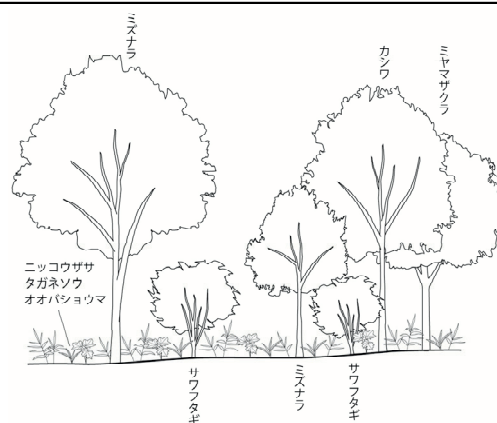 ミズナラ
カシワ
ミヤマザクラ
ニッコウザサ
タガネソウ
オオバショウマ
サワフタギ
ミズナラ
サワフタギ